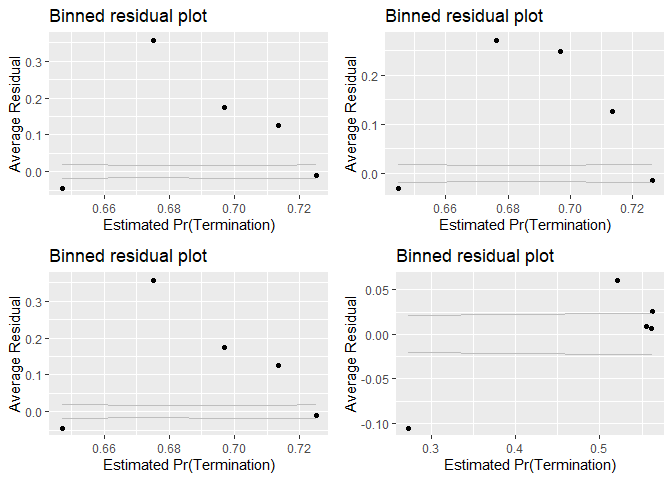 Binned residual plot
Average Residual
0.3
0.2
0.1
0.0
0.66
0.68
0.70
0.72
Estimated Pr(Termination)
Binned residual plot
Average Residual
0.2
0.1
0.0
0.66
0.68
0.70
0.72
Estimated Pr(Termination)
Binned residual plot
Average Residual
0.3
0.2
0.1
0.0
0.66
0.68
0.70
0.72
Estimated Pr(Termination)
Binned residual plot
Average Residual
0.05
0.00
-0.05
-0.10
0.3
0.4
0.5
Estimated Pr(Termination)